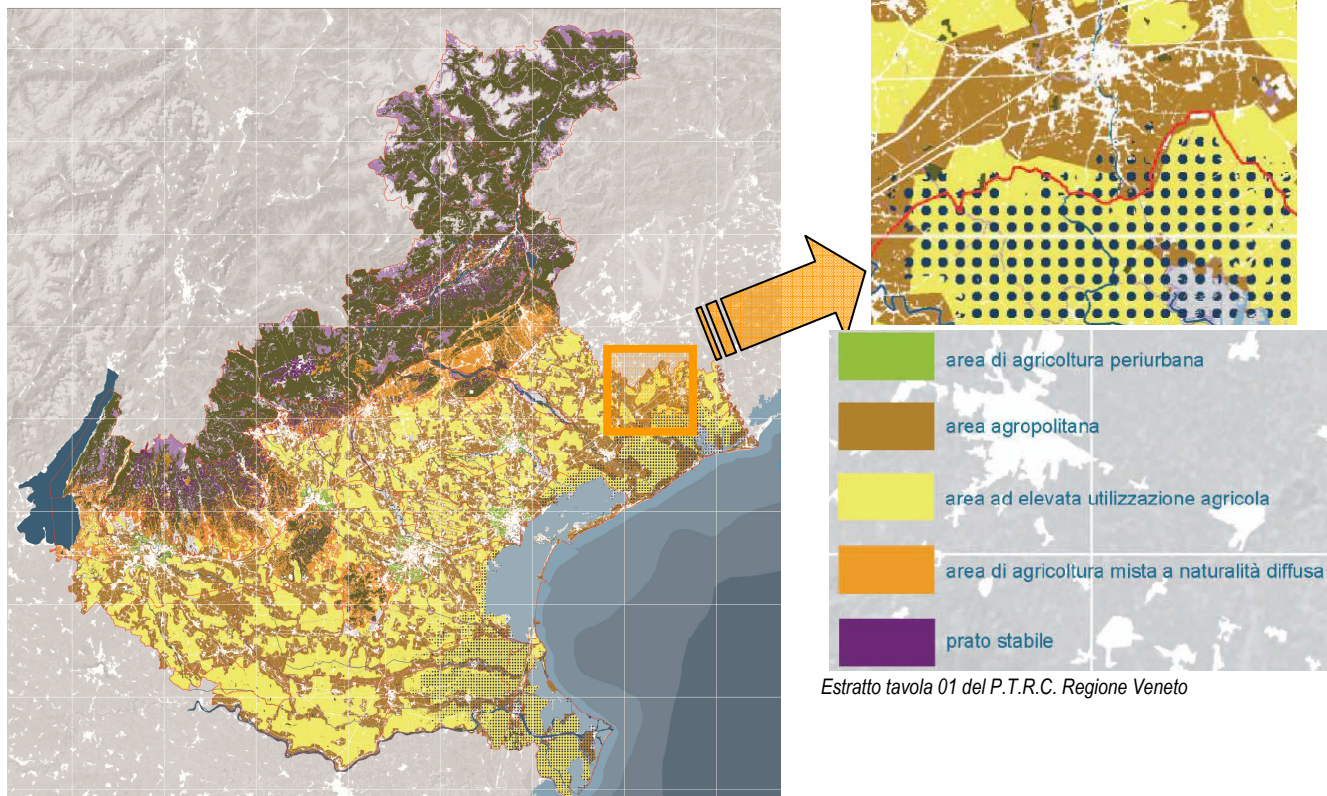 area di agricoltura periurbana
area agropolitana
area ad elevata utilizzazione agricola
area di agricoltura mista a naturalità diffusa
prato stabile
Estratto tavola 01 del P.T.R.C. Regione Veneto